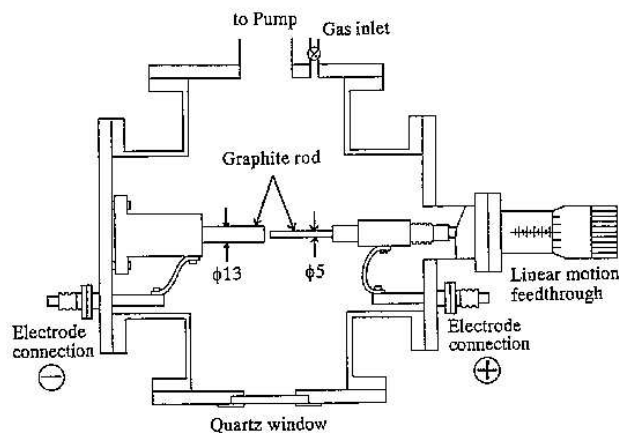 to Pump
Gas inlet
Graphite rod
ϕ13
ϕ5
Linear motion
feedthrough
Electrode
connection
⊖
Electrode
connection
⊕
Quartz window